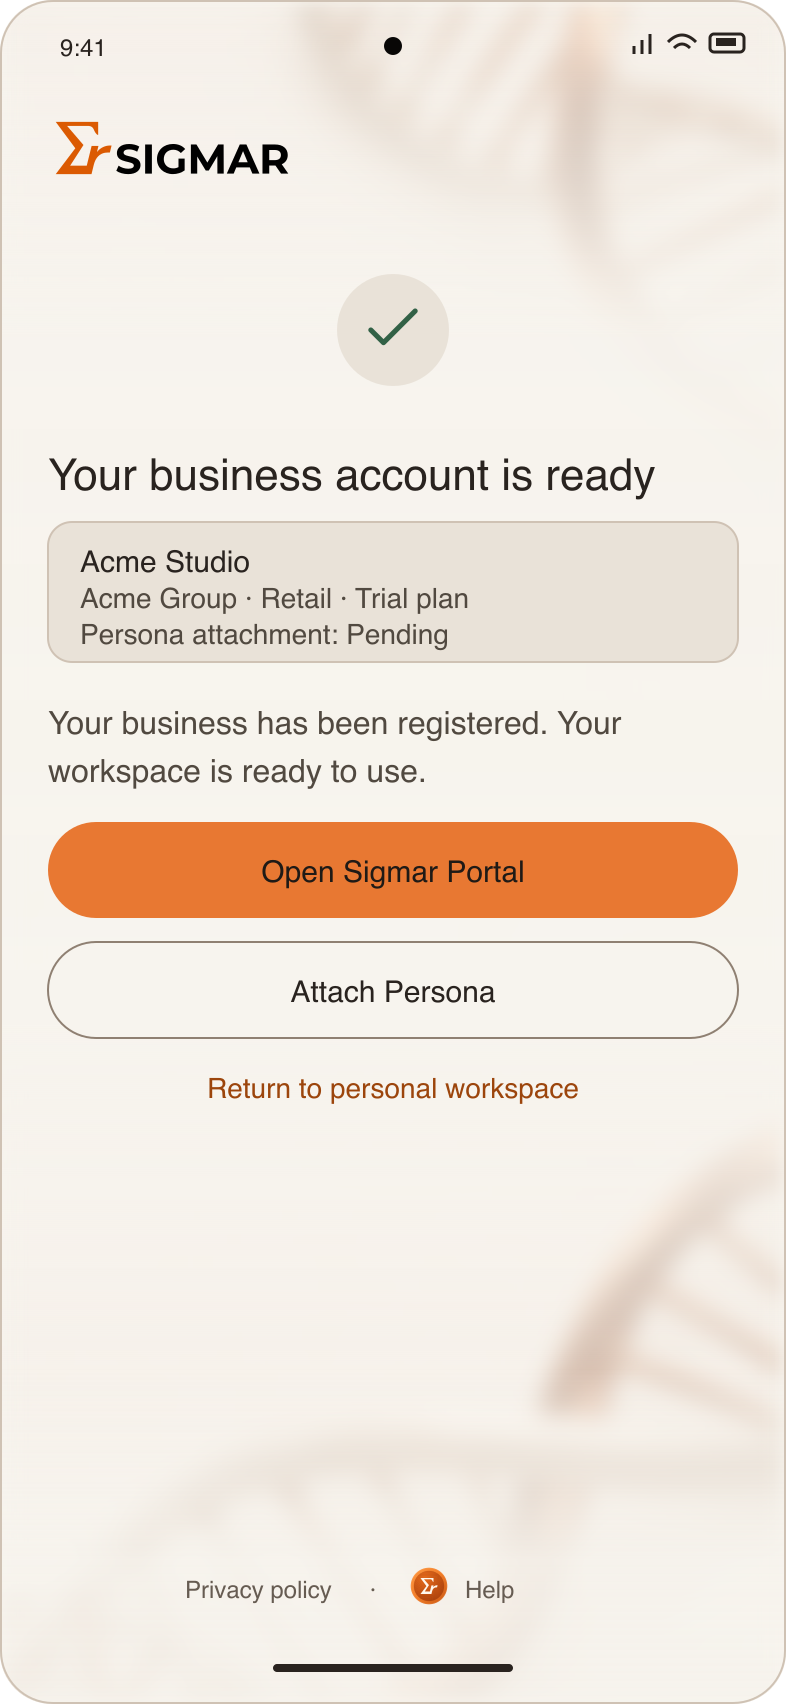 9:41
Σr SIGMAR
Your business account is ready
Acme Studio
Acme Group · Retail · Trial plan
Persona attachment: Pending
Your business has been registered. Your
workspace is ready to use.
Open Sigmar Portal
Attach Persona
Return to personal workspace
Privacy policy · Σr Help